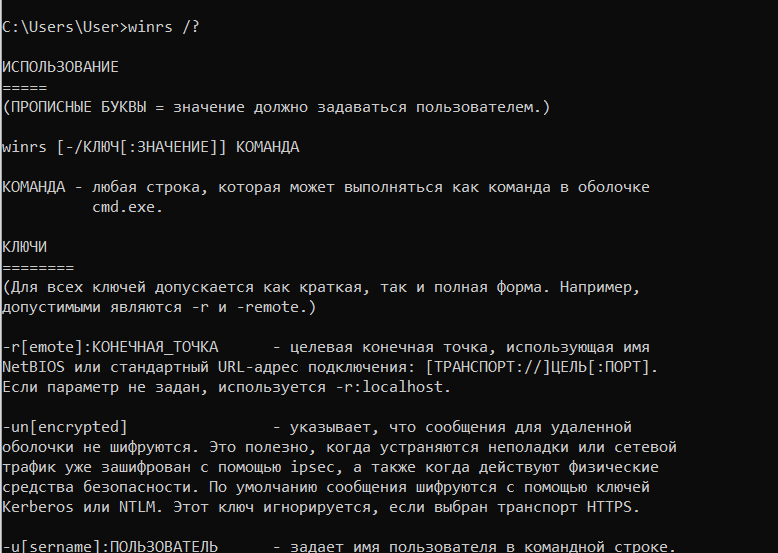 C:\Users\User>winrs /?
ИСПОЛЬЗОВАНИЕ
=====
(ПРОПИСНЫЕ БУКВЫ = значение должно задаваться пользователем.)
winrs [-/КЛЮЧ[:ЗНАЧЕНИЕ]] КОМАНДА
КОМАНДА - любая строка, которая может выполняться как команда в оболочке
cmd.exe.
КЛЮЧИ
========
(Для всех ключей допускается как краткая, так и полная форма. Например,
допустимыми являются -r и -remote.)
-r[emote]:КОНЕЧНАЯ_ТОЧКА - целевая конечная точка, использующая имя
NetBIOS или стандартный URL-адрес подключения: [ТРАНСПОРТ://]ЦЕЛЬ[:ПОРТ].
Если параметр не задан, используется -r:localhost.
-un[encrypted] - указывает, что сообщения для удаленной
оболочки не шифруются. Это полезно, когда устраняются неполадки или сетевой
трафик уже зашифрован с помощью ipsec, а также когда действуют физические
средства безопасности. По умолчанию сообщения шифруются с помощью ключей
Kerberos или NTLM. Этот ключ игнорируется, если выбран транспорт HTTPS.
-u[sername]:ПОЛЬЗОВАТЕЛЬ - задает имя пользователя в командной строке.